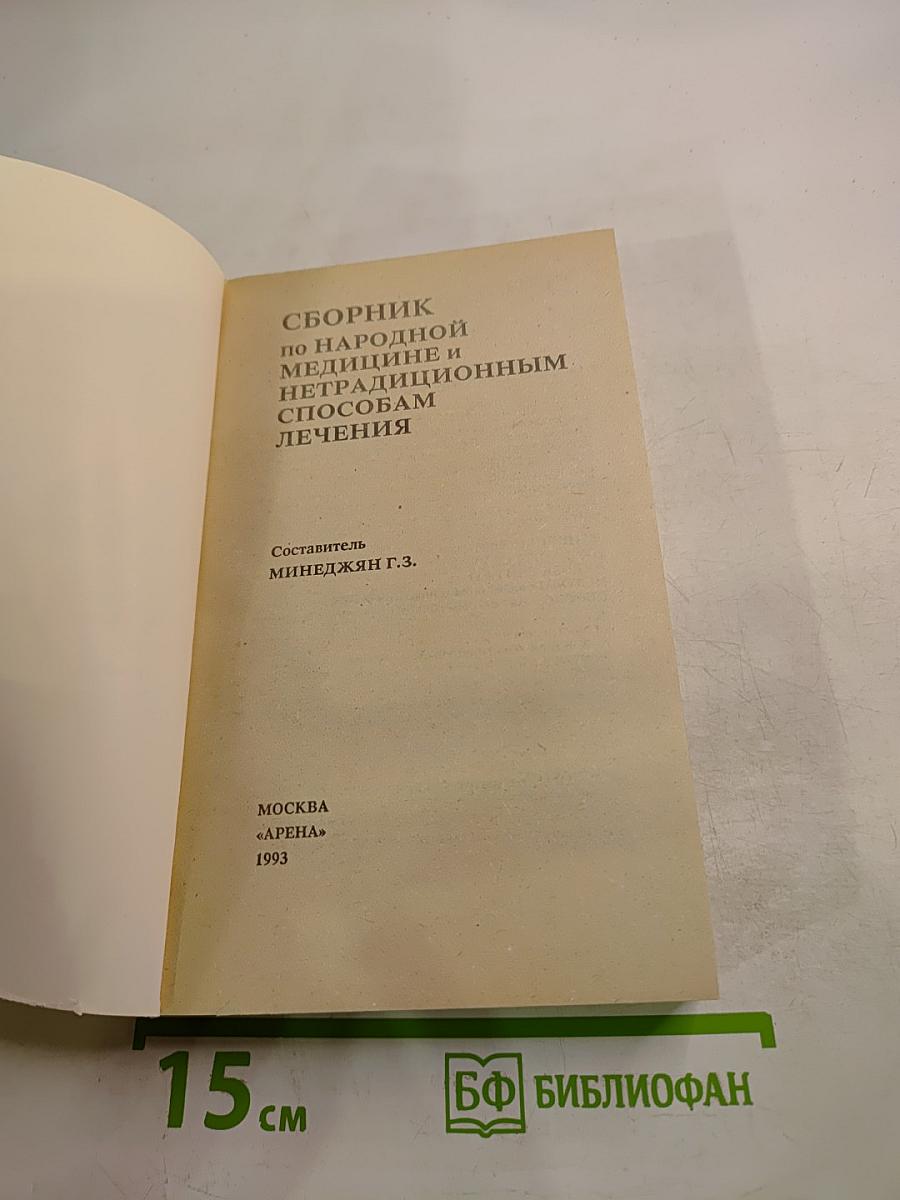 СБОРНИК
по НАРОДНОЙ
МЕДИЦИНЕ и
НЕТРАДИЦИОННЫМ
СПОСОБАМ
ЛЕЧЕНИЯ
Составитель
МИНЕДЖЯН Г.З.
МОСКВА
«АРЕНА»
1993
15 см
БФ БИБЛИОФАН